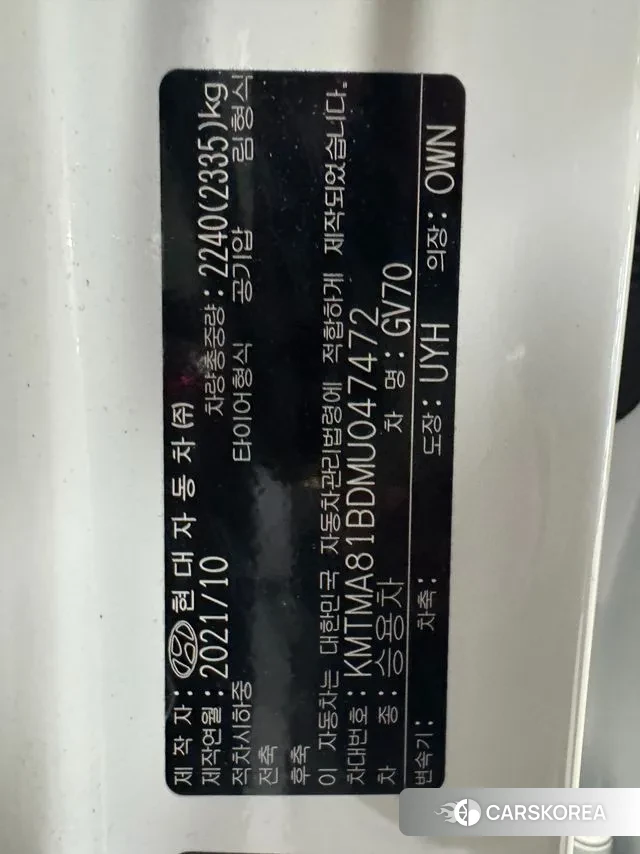 제 작 자 : 현 대 자 동 차 ㈜
제작연월 : 2021/10 차량총중량 : 2240(2335)kg
적차시하중 타이어형식 공기압 림형식
전축
후축
이 자동차는 대한민국 자동차관리법령에 적합하게 제작되었습니다.
차대번호 : KMTMA81BDMU047472
차 종 : 승용차 차 명 : GV70
변속기 : 차축 : 도장 : UYH 의장 : OWN
CARSKOREA